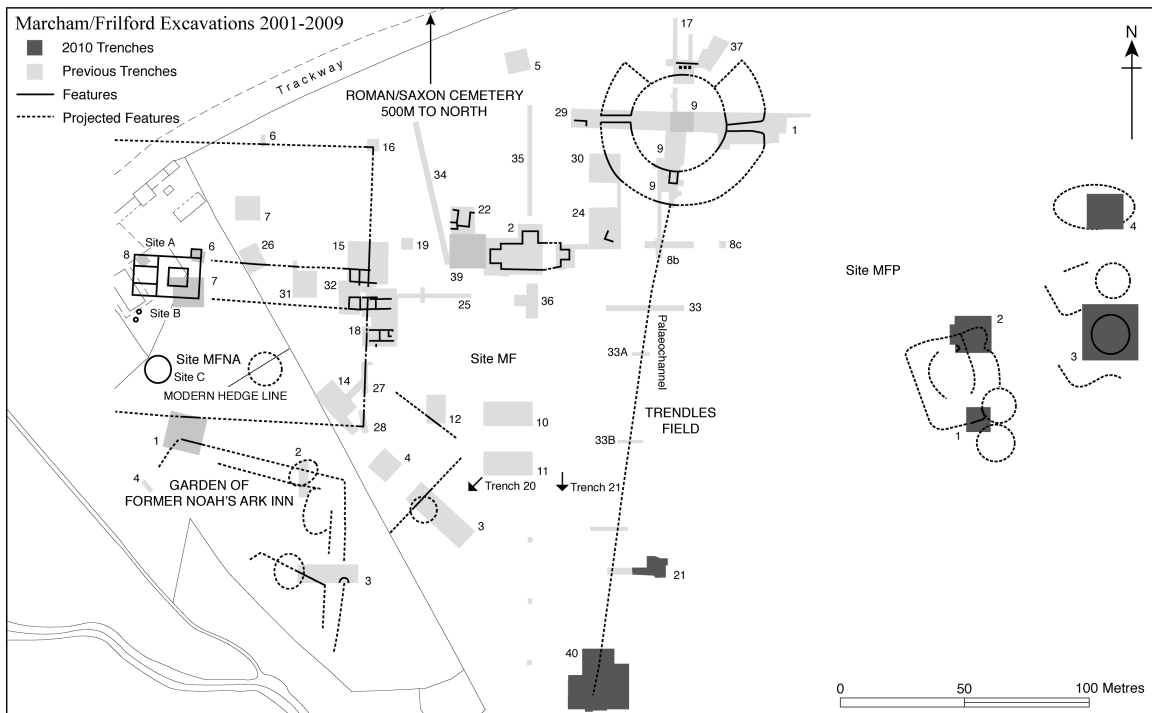 Marcham/Frilford Excavations 2001-2009
2010 Trenches
Previous Trenches
Features
Projected Features
Trackway
ROMAN/SAXON CEMETERY
500M TO NORTH
N
17
37
5
29
9
1
6
16
34
35
30
9
9
7
22
24
2
4
Site A
8
6
26
15
19
39
8b
8c
Site MFP
7
31
32
25
36
33
Site B
18
Site MF
33A
Palaeochannel
2
3
Site MFNA
Site C
MODERN HEDGE LINE
14
27
12
10
TRENDLES
FIELD
1
28
1
2
4
11
33B
4
GARDEN OF
FORMER NOAH'S ARK INN
Trench 20
Trench 21
3
3
21
40
0
50
100 Metres